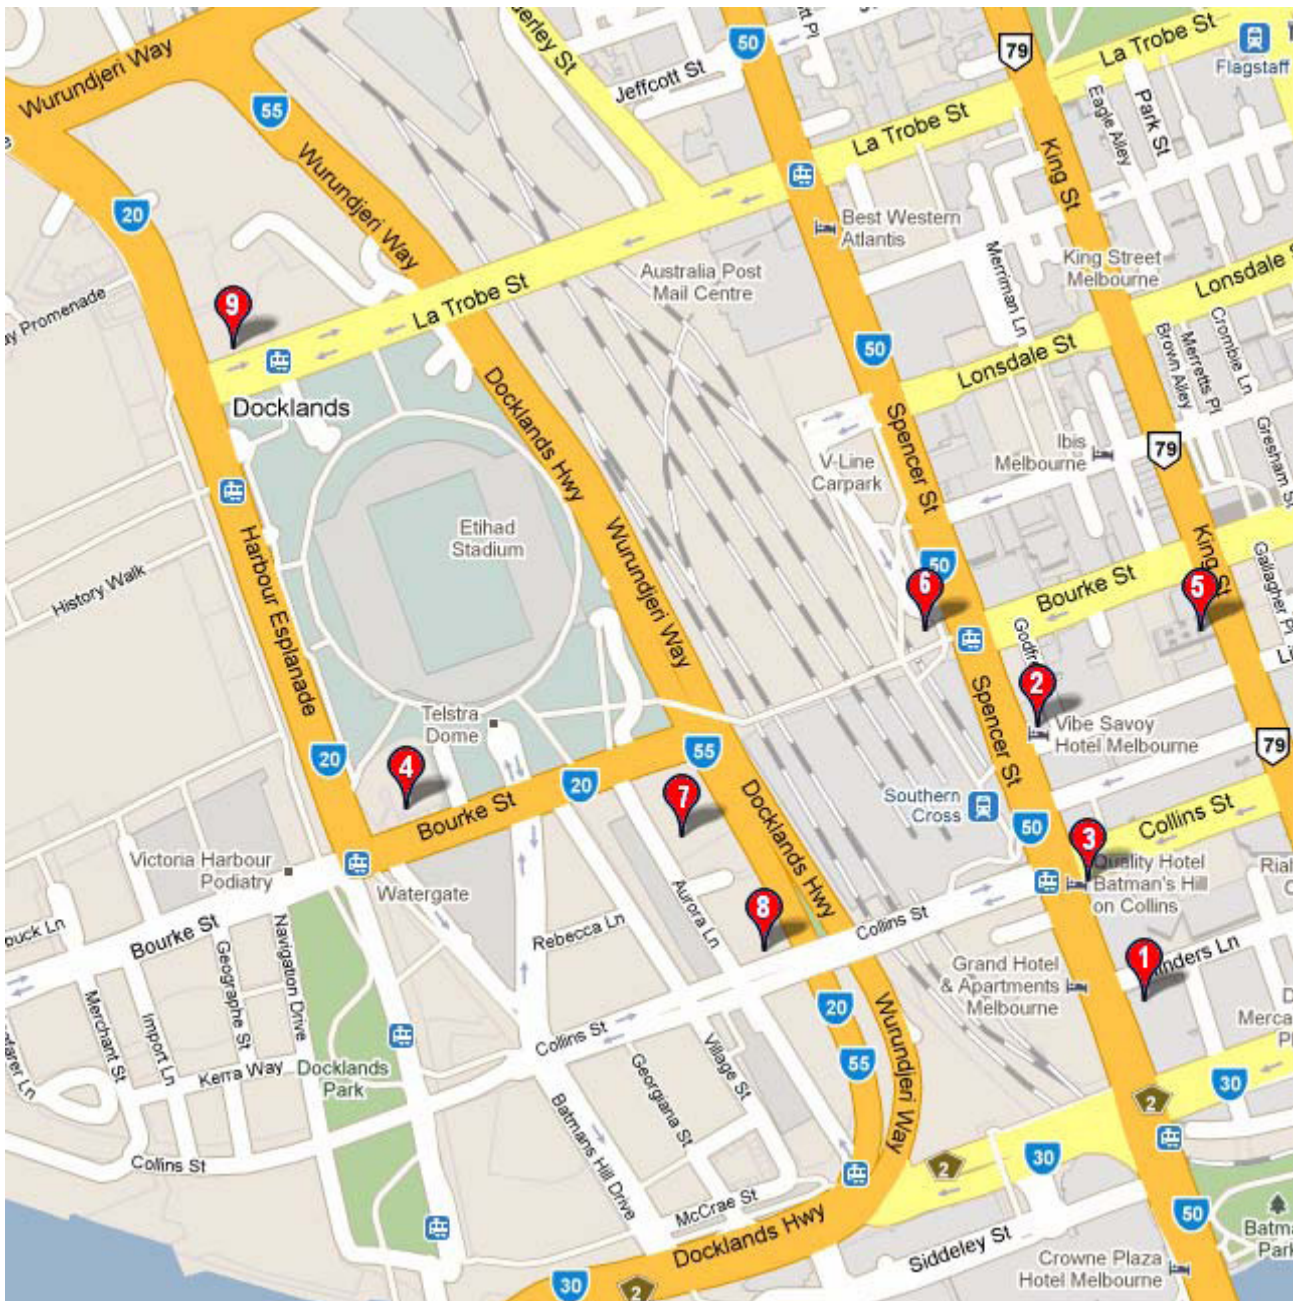 Wurundjeri Way
55
Wurundjeri Way
20
ay Promenade
9
Docklands
La Trobe St
Jeffcott St
50
La Trobe St
79
La Trobe St
Flagstaff
Eagle Alley
Park St
King St
Best Western
Atlantis
Australia Post
Mail Centre
Merriman Ln
King Street
Melbourne
Lonsdale St
Lonsdale St
50
Brown Alley
Merretts Pl
Crombie Ln
Gresham St
Docklands Hwy
Spencer St
V-Line
Carpark
Ibis
Melbourne
79
King St
Etihad
Stadium
History Walk
Harbour Esplanade
Wurundjeri Way
50
6
Bourke St
5
Gallagher Pl
2
Vibe Savoy
Hotel Melbourne
79
Spencer St
Telstra
Dome
20
4
Bourke St
20
55
7
Docklands Hwy
Southern
Cross
50
Collins St
3
Quality Hotel
Batman's Hill
on Collins
Victoria Harbour
Podiatry
Watergate
Aurora Ln
8
Collins St
Rebecca Ln
Bourke St
Geographe St
Navigation Drive
Merchant St
Import Ln
Kerra Way
Docklands
Park
Collins St
Collins St
Grand Hotel
& Apartments
Melbourne
1
20
Wurundjeri Way
55
Village St
Georgiana St
Batmans Hill Drive
McCrae St
Docklands Hwy
30
2
2
30
2
30
50
Siddeley St
Crowne Plaza
Hotel Melbourne